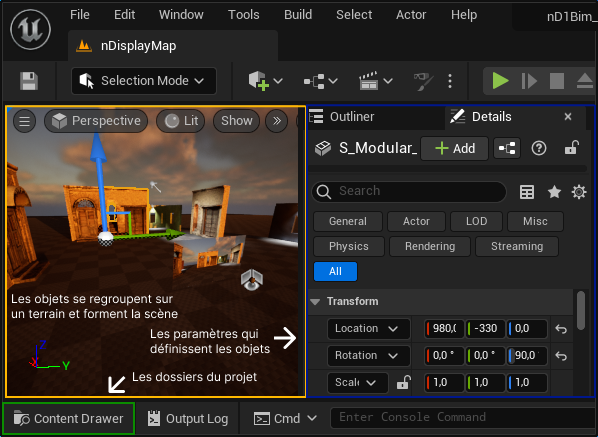 File Edit Window Tools Build Select Actor Help nD1Bim_
nDisplayMap
Selection Mode
Perspective Lit Show
Outliner Details
S_Modular_ Add
Search
General Actor LOD Misc
Physics Rendering Streaming
All
Transform
Location 980,0 -330 0,0
Rotation 0,0 ° 0,0 ° 90,0
Scale 1,0 1,0 1,0
Les objets se regroupent sur
un terrain et forment la scène
Les paramètres qui
définissent les objets
Z
Y
Les dossiers du projet
Content Drawer Output Log Cmd Enter Console Command